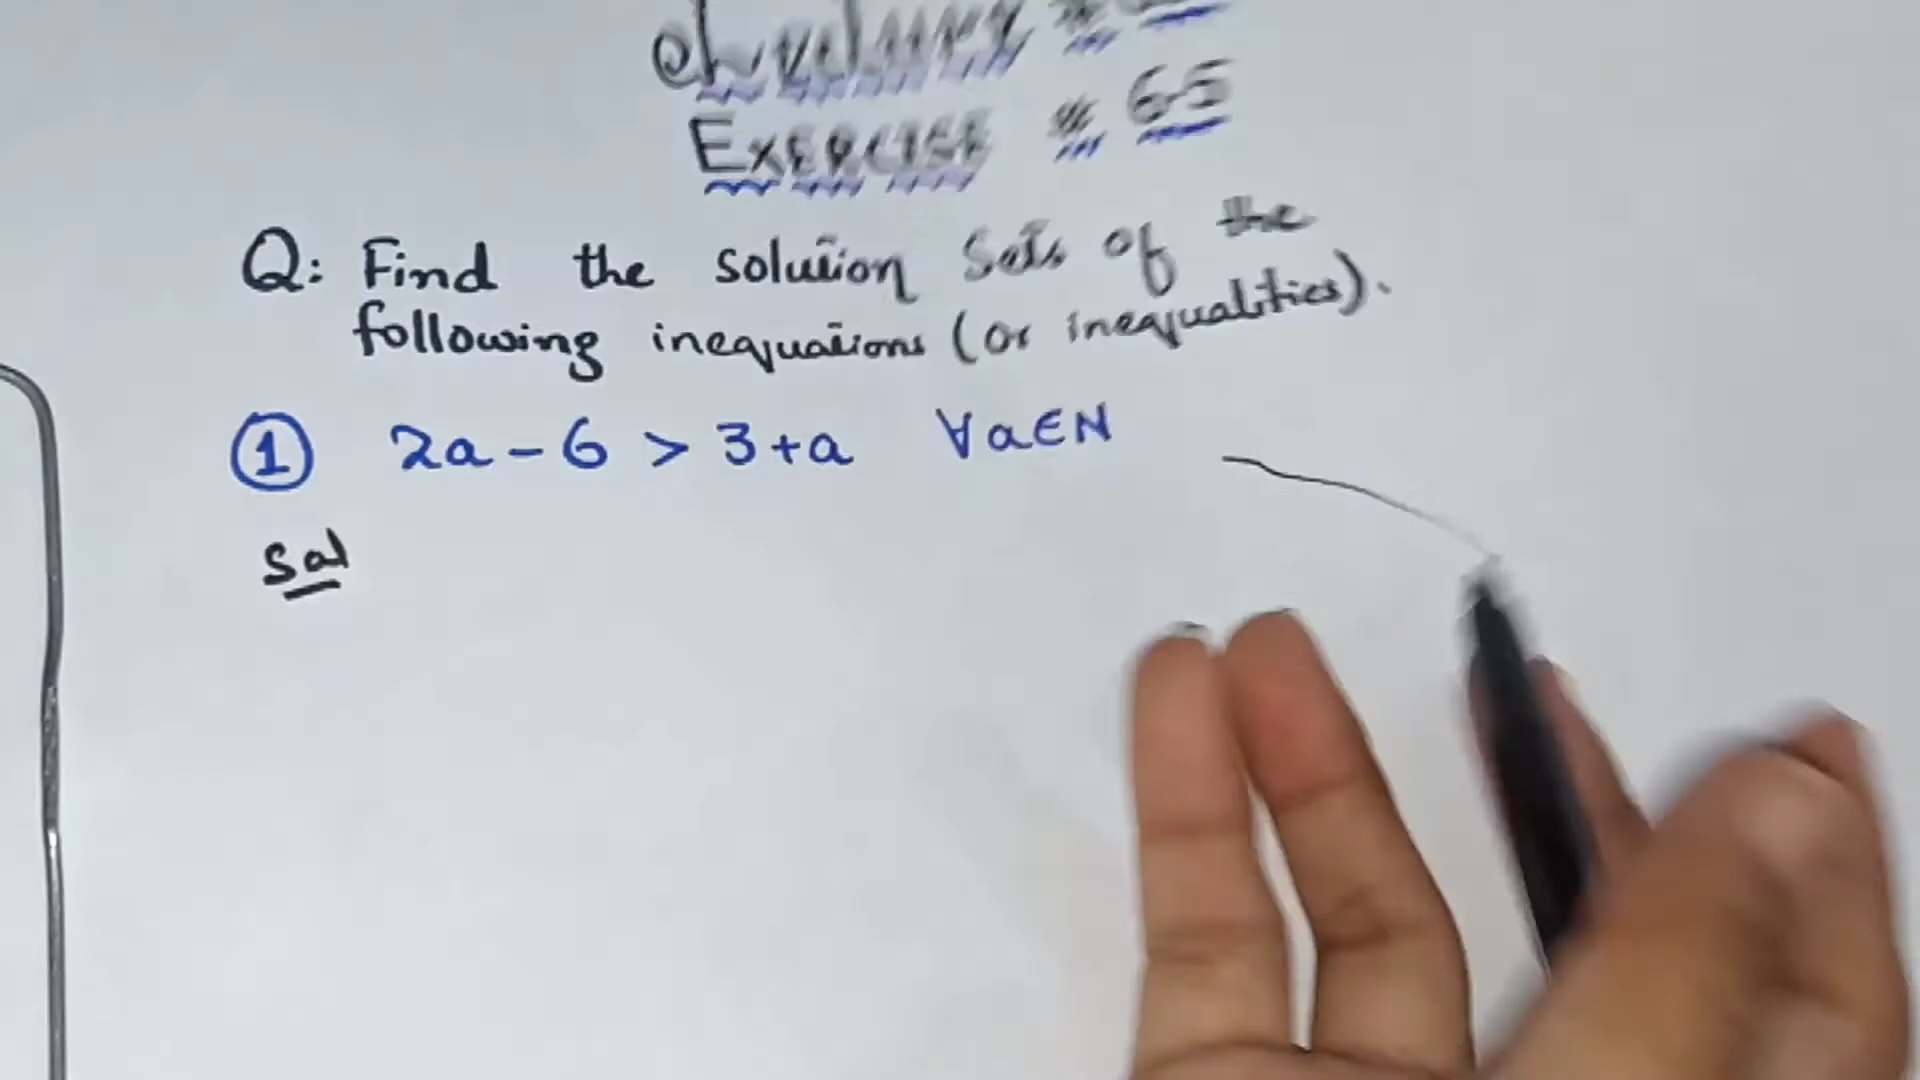 EXERCISE # 6.5
Q: Find the solution Sets of the
following inequations (or inequalities).
① 2a - 6 > 3 + a ∀ a ∈ N
Sol